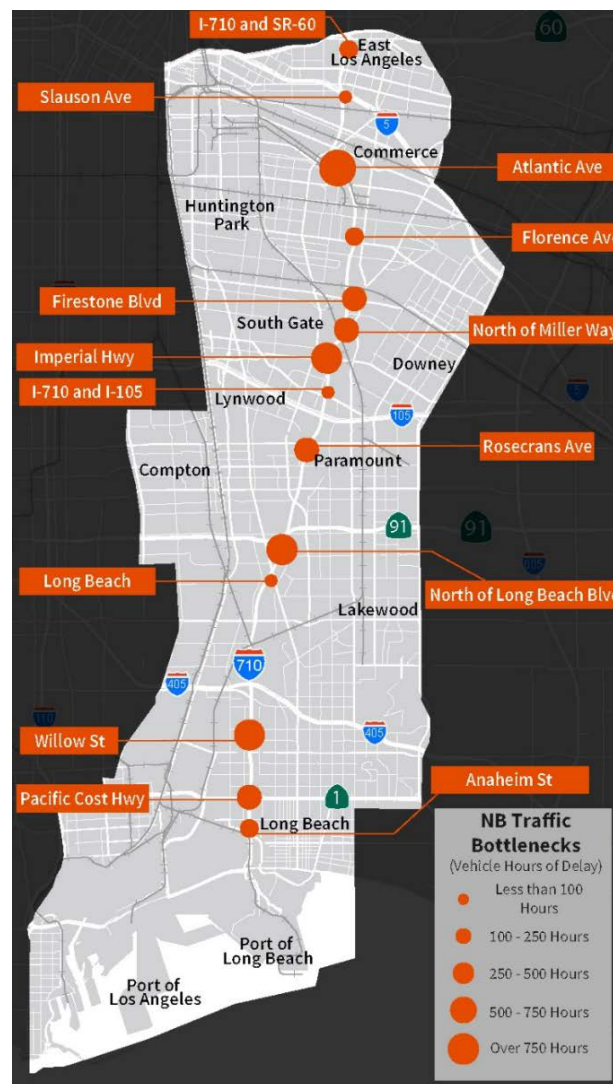 I-710 and SR-60
60
East
Los Angeles
Slauson Ave
5
Commerce
Atlantic Ave
Huntington
Park
Florence Ave
Firestone Blvd
South Gate
North of Miller Way
Imperial Hwy
Downey
I-710 and I-105
Lynwood
5
105
Rosecrans Ave
Compton
Paramount
91
91
605
Long Beach
North of Long Beach Blvd
Lakewood
710
405
110
Willow St
405
Anaheim St
Pacific Cost Hwy
1
Long Beach
NB Traffic
Bottlenecks
(Vehicle Hours of Delay)
Less than 100
Hours
100 - 250 Hours
250 - 500 Hours
500 - 750 Hours
Over 750 Hours
Port of
Long Beach
Port of
Los Angeles